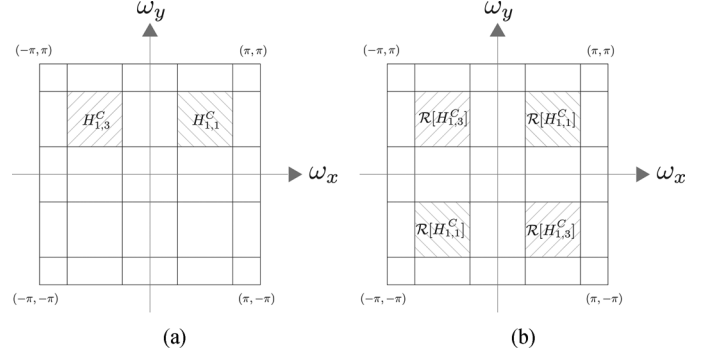 ω_y
ω_y
(−π, π)
(π, π)
(−π, π)
(π, π)
H^C_{1,3}
H^C_{1,1}
R[H^C_{1,3}]
R[H^C_{1,1}]
ω_x
ω_x
R[H^C_{1,1}]
R[H^C_{1,3}]
(−π, −π)
(π, −π)
(−π, −π)
(π, −π)
(a)
(b)